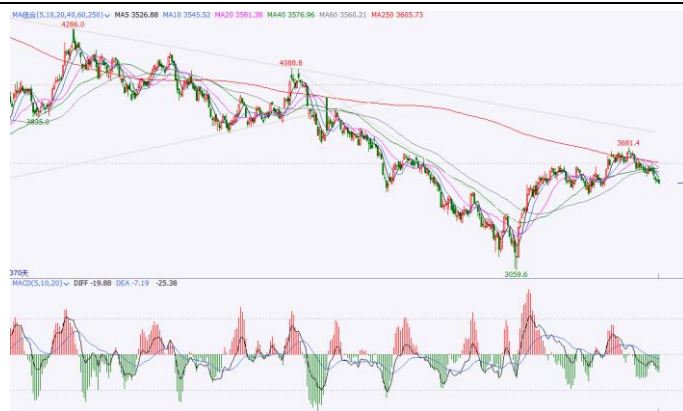 MA组合(5,10,20,40,60,250) MA5 3526.88 MA10 3545.52 MA20 3581.38 MA40 3576.96 MA60 3560.21 MA250 3605.73
4286.0
4088.8
3835.0
3681.4
3059.6
370天
MACD(5,10,20) DIFF -19.88 DEA -7.19 -25.38